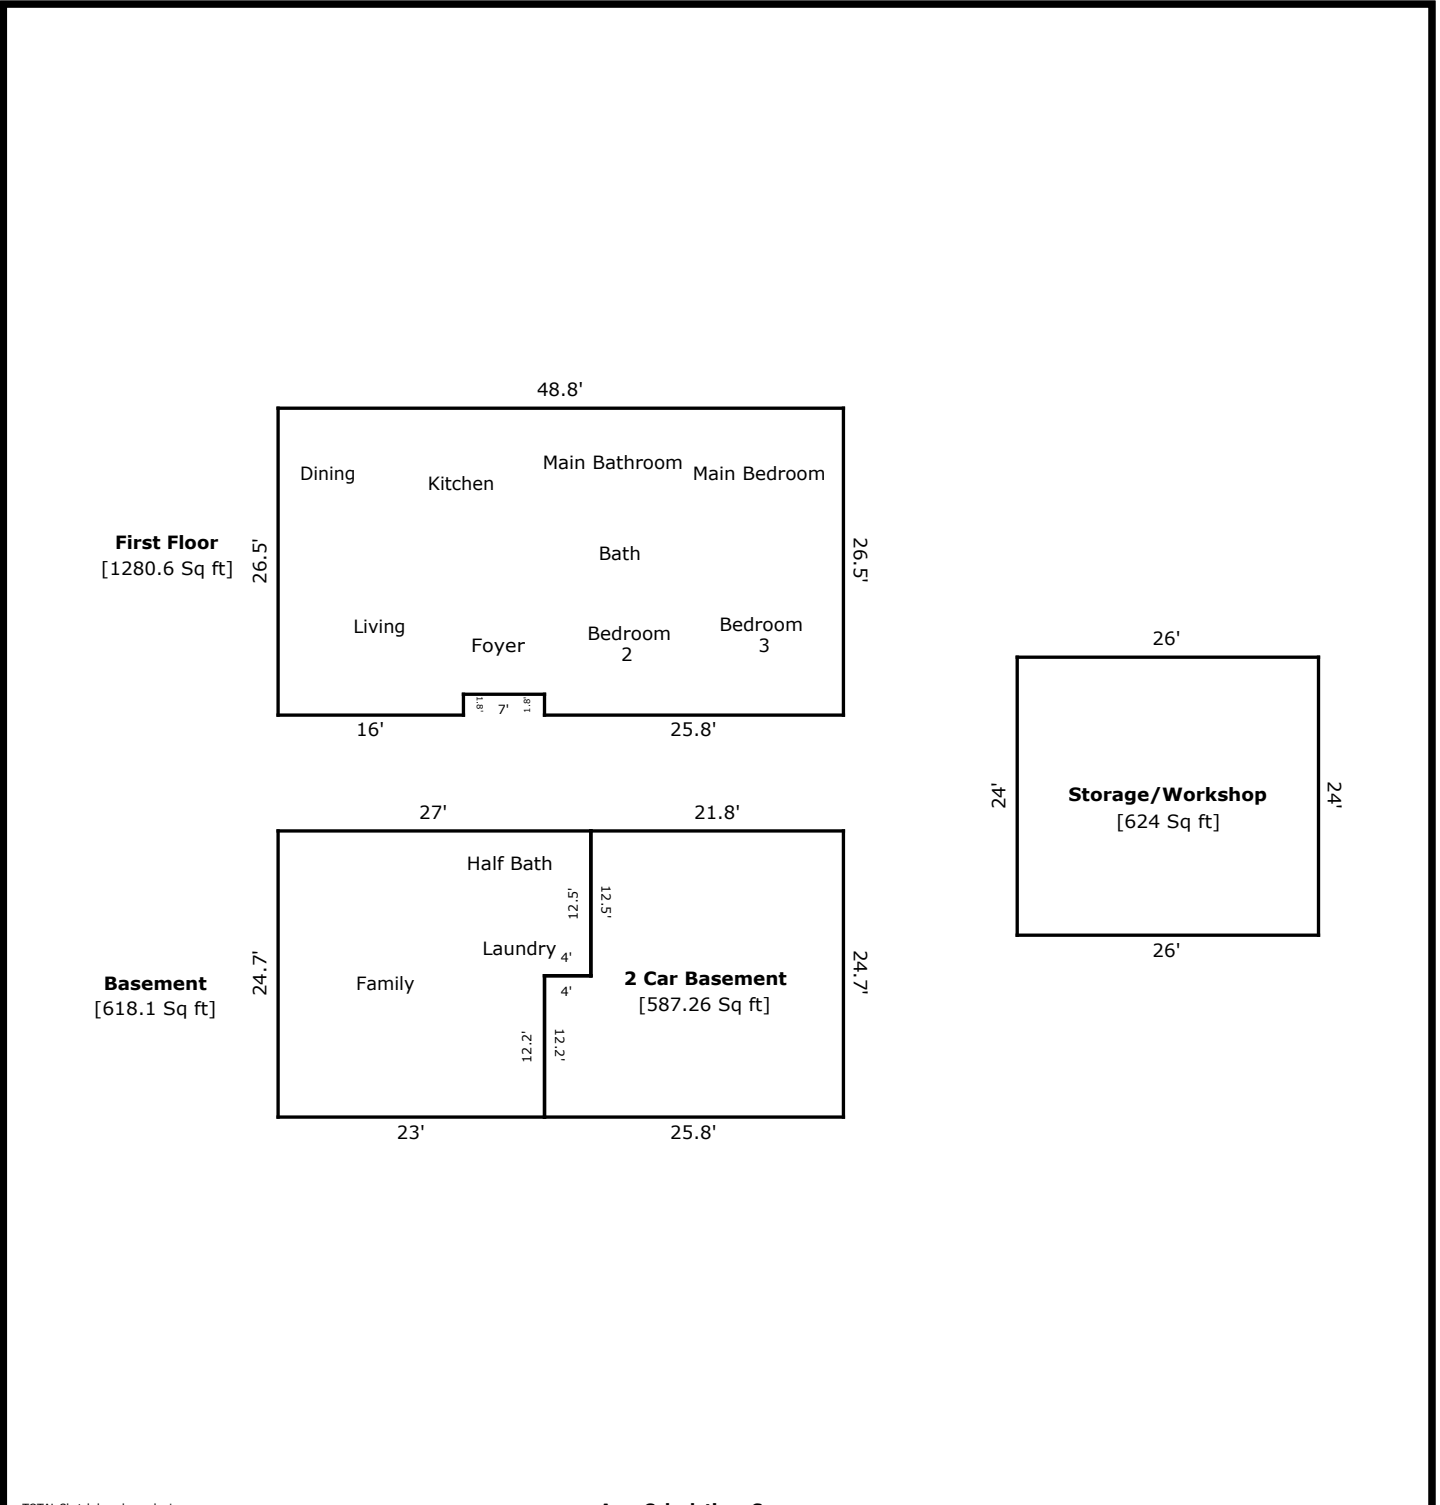 48.8'
Dining
Kitchen
Main Bathroom
Main Bedroom
First Floor
[1280.6 Sq ft]
26.5'
26.5'
Bath
Living
Foyer
Bedroom
2
Bedroom
3
1.8'
7'
1.8'
16'
25.8'
26'
24'
Storage/Workshop
[624 Sq ft]
24'
26'
27'
21.8'
Half Bath
12.5'
12.5'
Laundry
4'
4'
Basement
[618.1 Sq ft]
24.7'
Family
2 Car Basement
[587.26 Sq ft]
24.7'
12.2'
12.2'
23'
25.8'